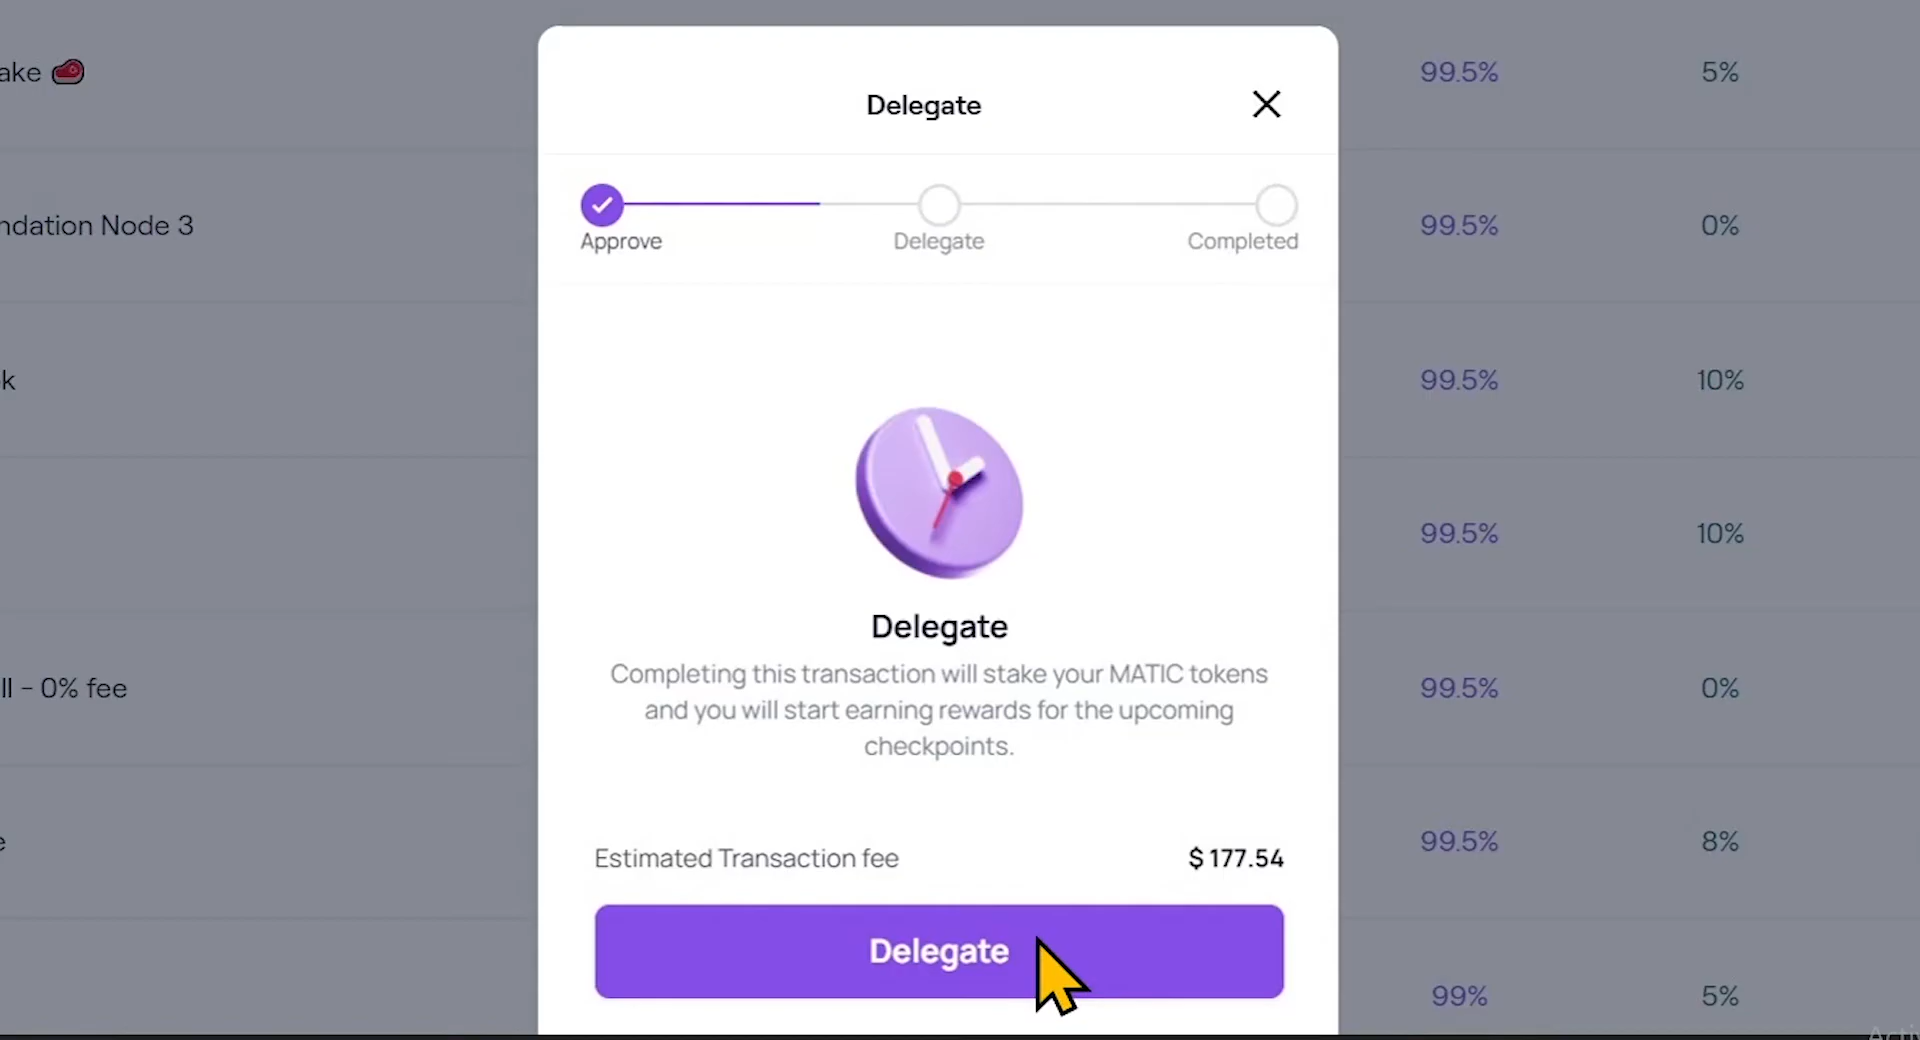 ake
99.5%
5%
Delegate
Approve
Delegate
Completed
ndation Node 3
99.5%
0%
k
99.5%
10%
99.5%
10%
Delegate
Completing this transaction will stake your MATIC tokens
and you will start earning rewards for the upcoming
checkpoints.
ll - 0% fee
99.5%
0%
e
99.5%
8%
Estimated Transaction fee
$ 177.54
Delegate
99%
5%